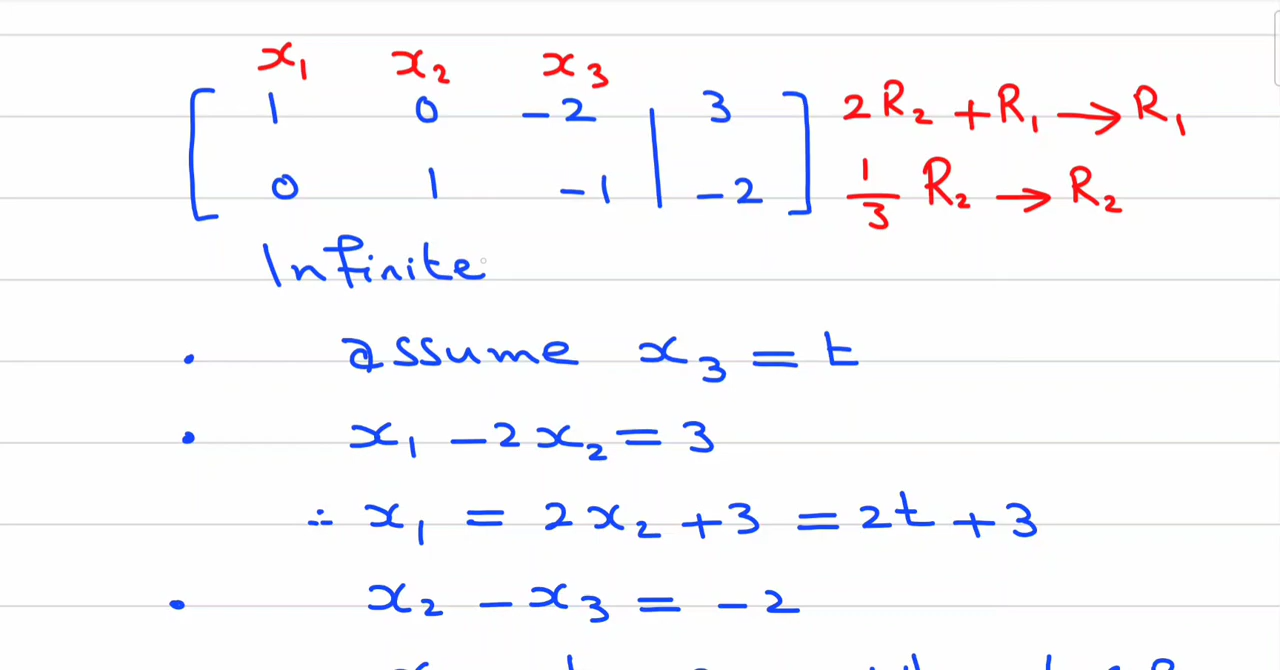 x₁ x₂ x₃
[ 1 0 -2 | 3 ] 2R₂ + R₁ → R₁
[ 0 1 -1 | -2 ] 1/3 R₂ → R₂
Infinite
• assume x₃ = t
• x₁ - 2x₂ = 3
∴ x₁ = 2x₂ + 3 = 2t + 3
• x₂ - x₃ = -2